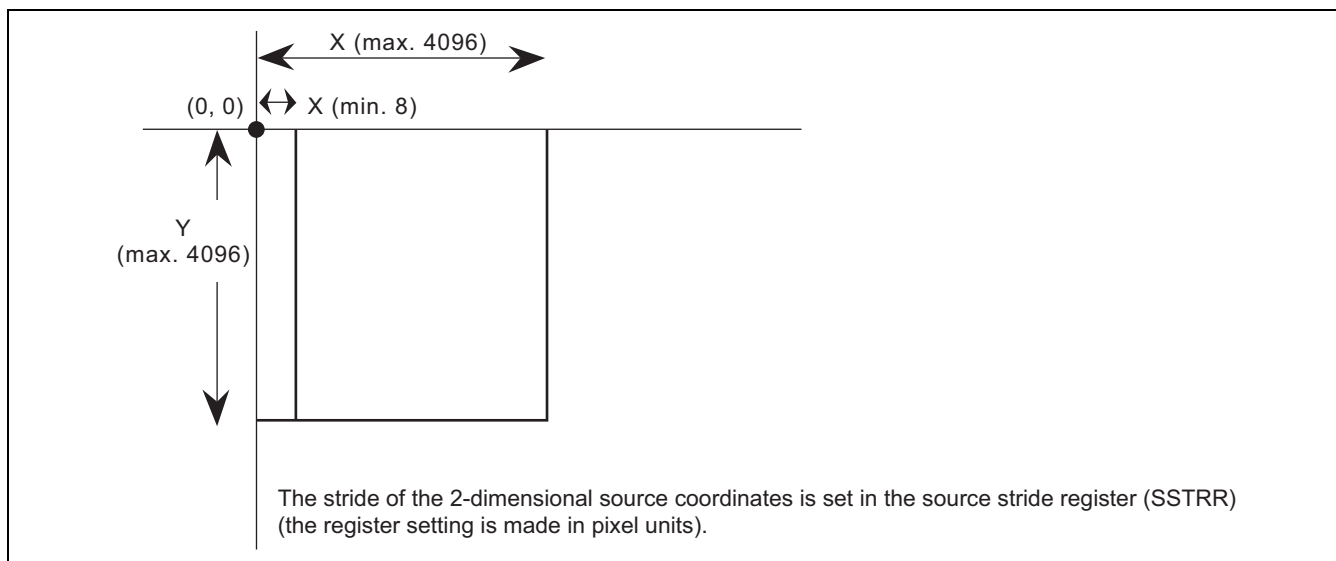 X (max. 4096)
(0, 0)
X (min. 8)
Y
(max. 4096)
The stride of the 2-dimensional source coordinates is set in the source stride register (SSTRR)
(the register setting is made in pixel units).